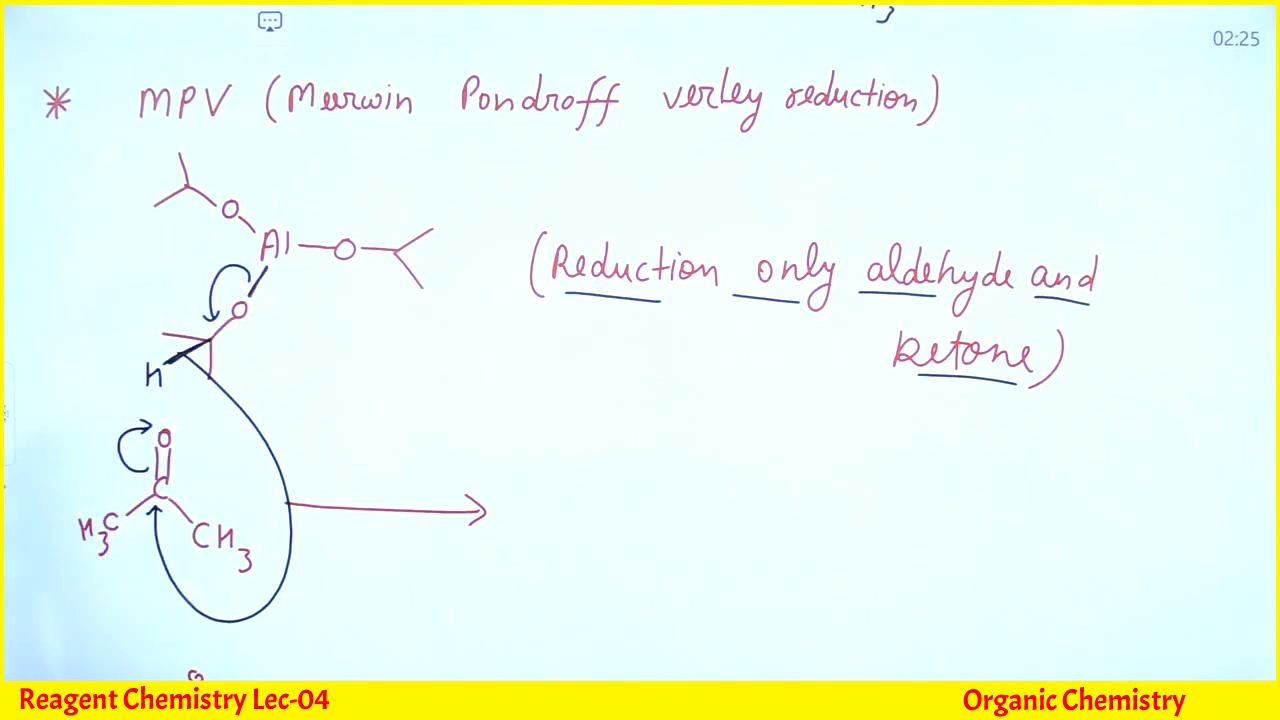 02:25
* MPV (Meerwin Pondroff verley reduction)
O
Al O
(Reduction only aldehyde and
ketone)
O
h
O
C
H3C CH3
Reagent Chemistry Lec-04 Organic Chemistry